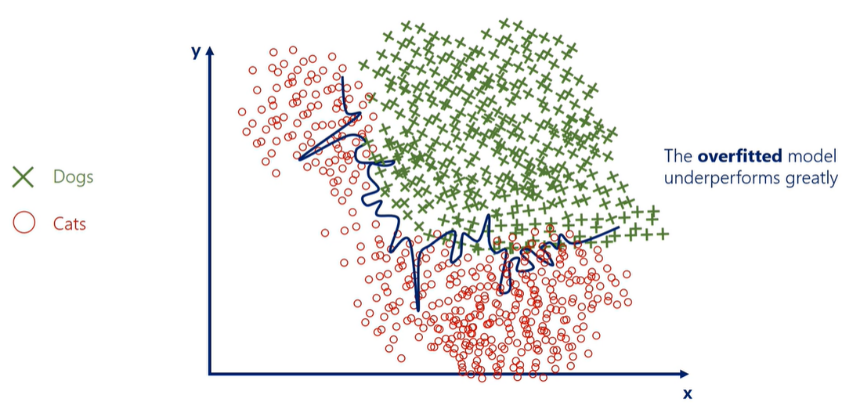 y
Dogs
Cats
The overfitted model
underperforms greatly
x